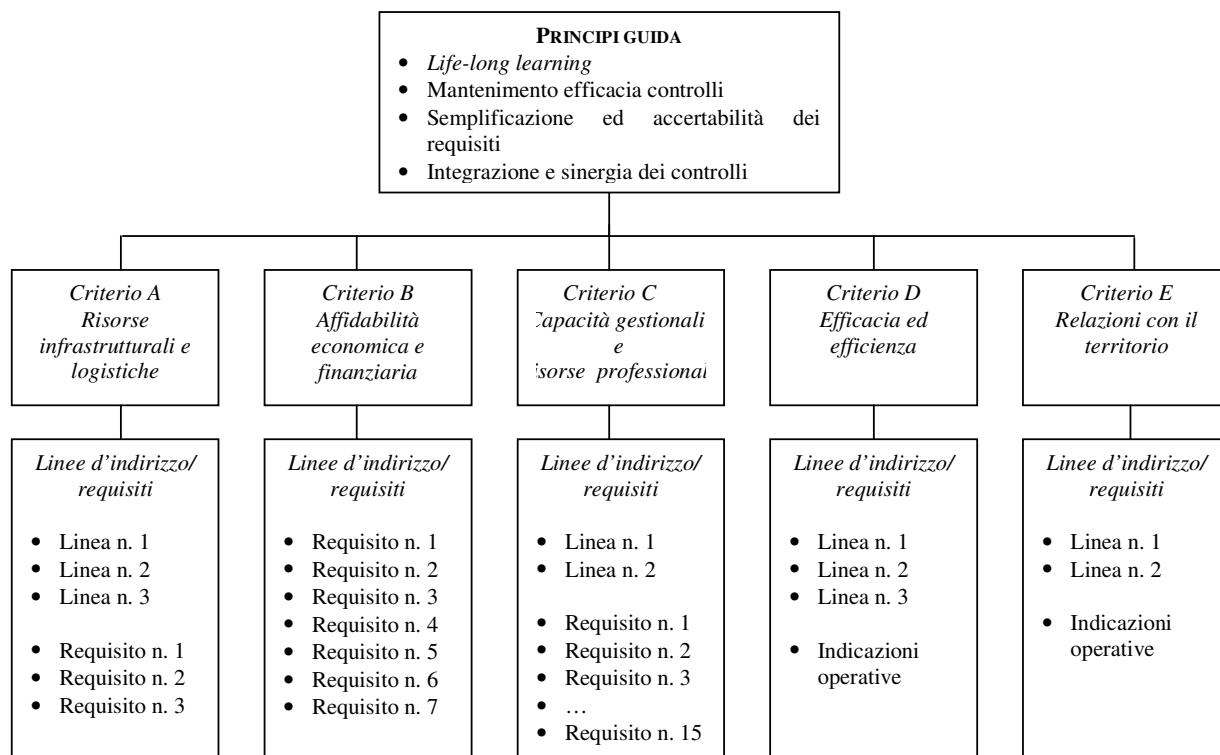 PRINCIPI GUIDA
• Life-long learning
• Mantenimento efficacia controlli
• Semplificazione ed accertabilità dei
requisiti
• Integrazione e sinergia dei controlli
Criterio A
Risorse
infrastrutturali e
logistiche
Criterio B
Affidabilità
economica e
finanziaria
Criterio C
Capacità gestionali
e
isorse professional
Criterio D
Efficacia ed
efficienza
Criterio E
Relazioni con il
territorio
Linee d'indirizzo/
requisiti
• Linea n. 1
• Linea n. 2
• Linea n. 3
• Requisito n. 1
• Requisito n. 2
• Requisito n. 3
Linee d'indirizzo/
requisiti
• Requisito n. 1
• Requisito n. 2
• Requisito n. 3
• Requisito n. 4
• Requisito n. 5
• Requisito n. 6
• Requisito n. 7
Linee d'indirizzo/
requisiti
• Linea n. 1
• Linea n. 2
• Requisito n. 1
• Requisito n. 2
• Requisito n. 3
• …
• Requisito n. 15
Linee d'indirizzo/
requisiti
• Linea n. 1
• Linea n. 2
• Linea n. 3
• Indicazioni
operative
Linee d'indirizzo/
requisiti
• Linea n. 1
• Linea n. 2
• Indicazioni
operative